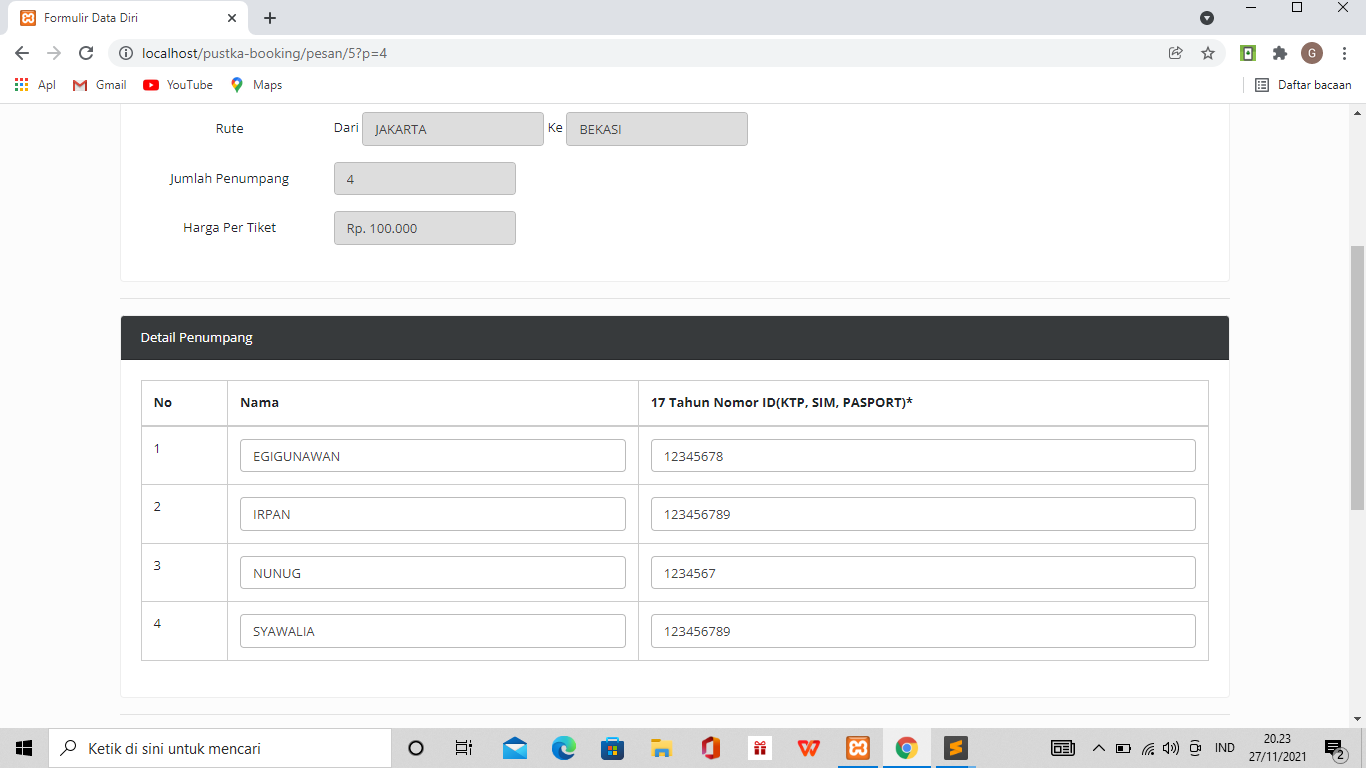 Formulir Data Diri
localhost/pustka-booking/pesan/5?p=4
G
Apl Gmail YouTube Maps Daftar bacaan
Rute Dari JAKARTA Ke BEKASI
Jumlah Penumpang 4
Harga Per Tiket Rp. 100.000
Detail Penumpang
No Nama 17 Tahun Nomor ID(KTP, SIM, PASPORT)*
1 EGIGUNAWAN 12345678
2 IRPAN 123456789
3 NUNUG 1234567
4 SYAWALIA 123456789
Ketik di sini untuk mencari
IND
20.23
27/11/2021
2